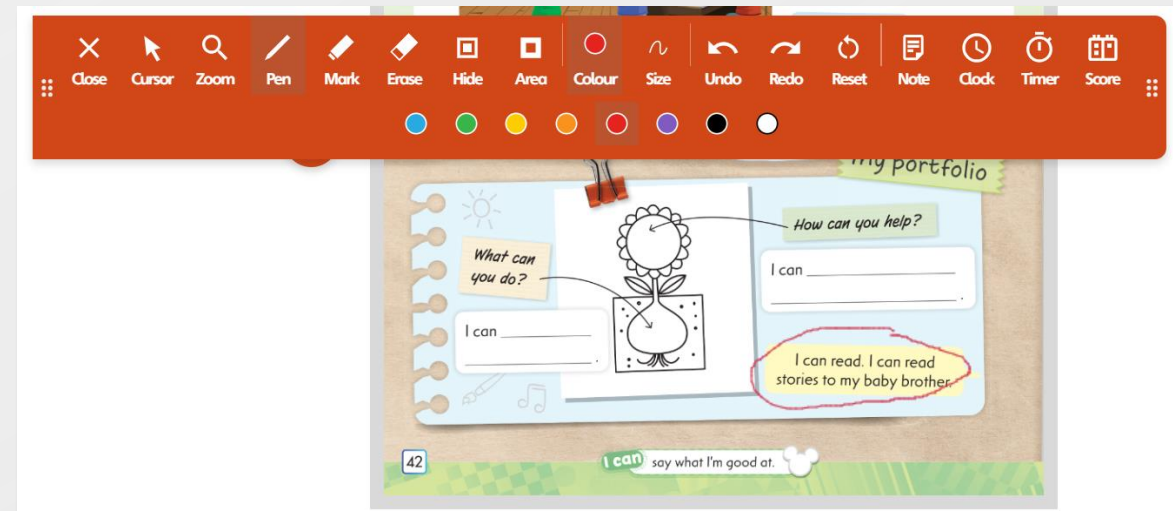 Close Cursor Zoom Pen Mark Erase Hide Area Colour Size Undo Redo Reset Note Clock Timer Score
my portfolio
How can you help?
What can
you do?
I can
.
I can
.
I can read. I can read
stories to my baby brother.
42
I can say what I'm good at.